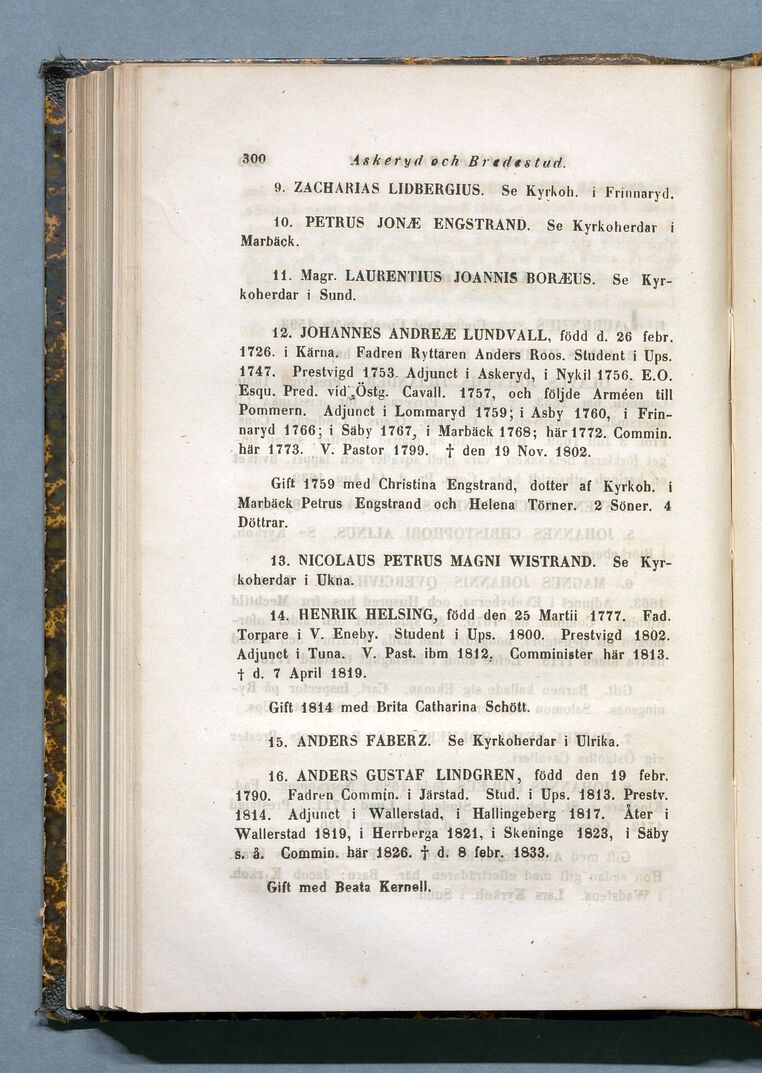 300 Askeryd och Bredestad.
9. ZACHARIAS LIDBERGIUS. Se Kyrkoh. i Frinnaryd.
10. PETRUS JONÆ ENGSTRAND. Se Kyrkoherdar i
Marbäck.
11. Magr. LAURENTIUS JOANNIS BORÆUS. Se Kyr-
koherdar i Sund.
12. JOHANNES ANDREÆ LUNDVALL, född d. 26 febr.
1726. i Kärna. Fadren Ryttaren Anders Roos. Student i Ups.
1747. Prestvigd 1753. Adjunct i Askeryd, i Nykil 1756. E.O.
Esqu. Pred. vid Östg. Cavall. 1757, och följde Arméen till
Pommern. Adjunct i Lommaryd 1759; i Asby 1760, i Frin-
naryd 1766; i Säby 1767, i Marbäck 1768; här 1772. Commin.
här 1773. V. Pastor 1799. † den 19 Nov. 1802.
Gift 1759 med Christina Engstrand, dotter af Kyrkoh. i
Marbäck Petrus Engstrand och Helena Törner. 2 Söner. 4
Döttrar.
13. NICOLAUS PETRUS MAGNI WISTRAND. Se Kyr-
koherdar i Ukna.
14. HENRIK HELSING, född den 25 Martii 1777. Fad.
Torpare i V. Eneby. Student i Ups. 1800. Prestvigd 1802.
Adjunct i Tuna. V. Past. ibm 1812. Comminister här 1813.
† d. 7 April 1819.
Gift 1814 med Brita Catharina Schött.
15. ANDERS FABERZ. Se Kyrkoherdar i Ulrika.
16. ANDERS GUSTAF LINDGREN, född den 19 febr.
1790. Fadren Commin. i Järstad. Stud. i Ups. 1813. Prestv.
1814. Adjunct i Wallerstad, i Hallingeberg 1817. Åter i
Wallerstad 1819, i Herrberga 1821, i Skeninge 1823, i Säby
s. å. Commin. här 1826. † d. 8 febr. 1833.
Gift med Beata Kernell.